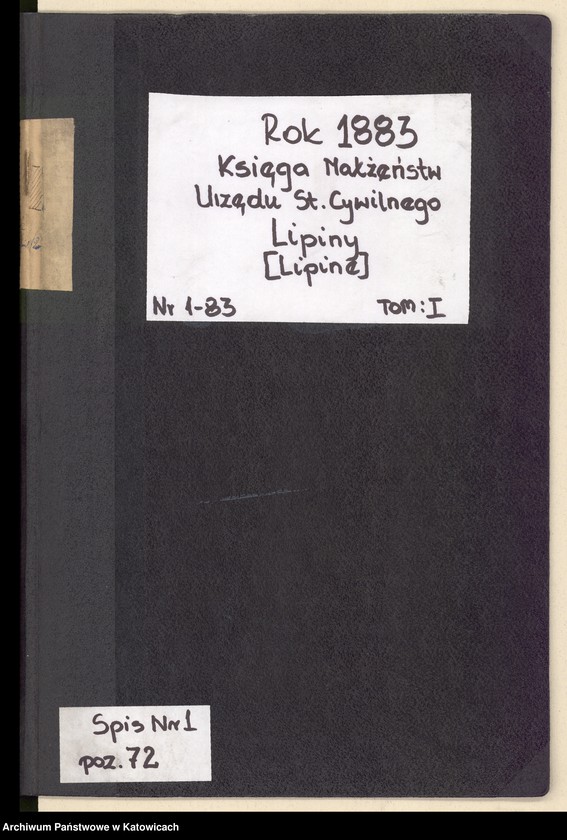 Rok 1883
Księga Małżeństw
Urzędu St. Cywilnego
Lipiny
[Lipine]
Nr 1-83 Tom: I
Spis Nr 1
poz. 72
Archiwum Państwowe w Katowicach